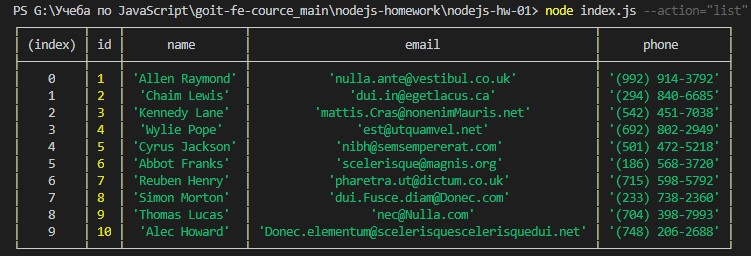 PS G:\Учеба по JavaScript\goit-fe-cource_main\nodejs-homework\nodejs-hw-01> node index.js --action="list"
(index) id name email phone
0 1 'Allen Raymond' 'nulla.ante@vestibul.co.uk' '(992) 914-3792'
1 2 'Chaim Lewis' 'dui.in@egetlacus.ca' '(294) 840-6685'
2 3 'Kennedy Lane' 'mattis.Cras@nonenimMauris.net' '(542) 451-7038'
3 4 'Wylie Pope' 'est@utquamvel.net' '(692) 802-2949'
4 5 'Cyrus Jackson' 'nibh@semsempererat.com' '(501) 472-5218'
5 6 'Abbot Franks' 'scelerisque@magnis.org' '(186) 568-3720'
6 7 'Reuben Henry' 'pharetra.ut@dictum.co.uk' '(715) 598-5792'
7 8 'Simon Morton' 'dui.Fusce.diam@Donec.com' '(233) 738-2360'
8 9 'Thomas Lucas' 'nec@Nulla.com' '(704) 398-7993'
9 10 'Alec Howard' 'Donec.elementum@scelerisquescelerisquedui.net' '(748) 206-2688'